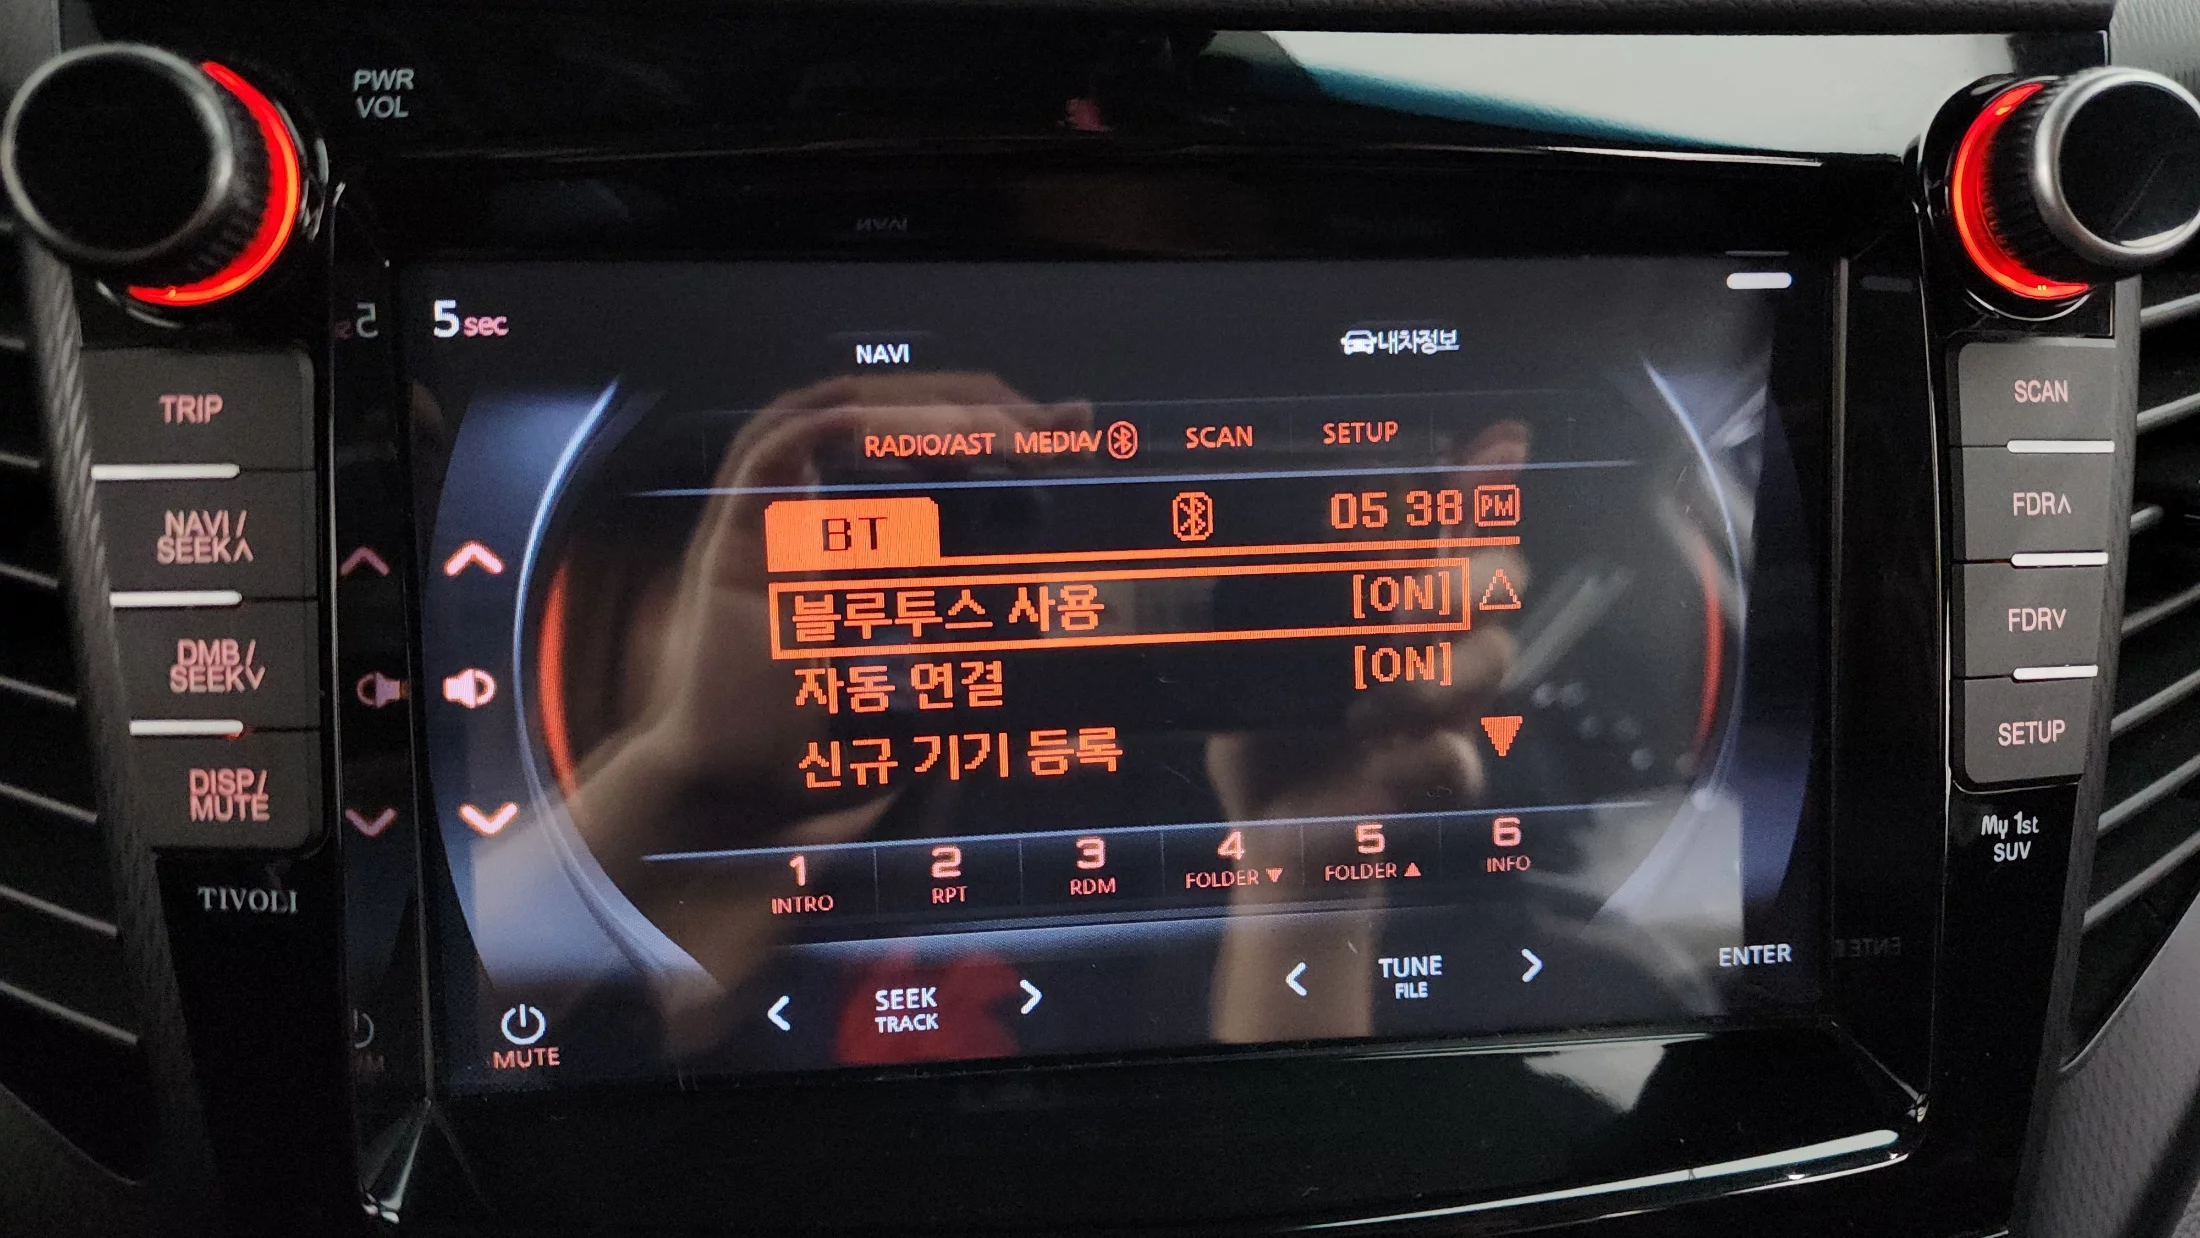 PWR
VOL
5 sec
NAVI
내차정보
TRIP
SCAN
RADIO/AST MEDIA/ SCAN SETUP
NAVI/
SEEK∧
FDR∧
BT 05 38 PM
블루투스 사용 [ON]
자동 연결 [ON]
신규 기기 등록
DMB/
SEEK∨
FDR∨
SETUP
DISP/
MUTE
1 2 3 4 5 6
INTRO RPT RDM FOLDER ▼ FOLDER ▲ INFO
TIVOLI
My 1st
SUV
MUTE
< SEEK >
TRACK
< TUNE >
FILE
ENTER